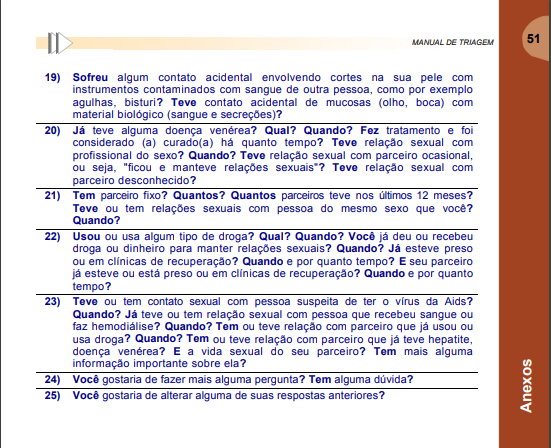 MANUAL DE TRIAGEM
51
19) Sofreu algum contato acidental envolvendo cortes na sua pele com
instrumentos contaminados com sangue de outra pessoa, como por exemplo
agulhas, bisturi? Teve contato acidental de mucosas (olho, boca) com
material biológico (sangue e secreções)?
20) Já teve alguma doença venérea? Qual? Quando? Fez tratamento e foi
considerado (a) curado(a) há quanto tempo? Teve relação sexual com
profissional do sexo? Quando? Teve relação sexual com parceiro ocasional,
ou seja, "ficou e manteve relações sexuais"? Teve relação sexual com
parceiro desconhecido?
21) Tem parceiro fixo? Quantos? Quantos parceiros teve nos últimos 12 meses?
Teve ou tem relações sexuais com pessoa do mesmo sexo que você?
Quando?
22) Usou ou usa algum tipo de droga? Qual? Quando? Você já deu ou recebeu
droga ou dinheiro para manter relações sexuais? Quando? Já esteve preso
ou em clínicas de recuperação? Quando e por quanto tempo? E seu parceiro
já esteve ou está preso ou em clínicas de recuperação? Quando e por quanto
tempo?
23) Teve ou tem contato sexual com pessoa suspeita de ter o vírus da Aids?
Quando? Já teve ou tem relação sexual com pessoa que recebeu sangue ou
faz hemodiálise? Quando? Tem ou teve relação com parceiro que já usou ou
usa droga? Quando? Tem ou teve relação com parceiro que já teve hepatite,
doença venérea? E a vida sexual do seu parceiro? Tem mais alguma
informação importante sobre ela?
24) Você gostaria de fazer mais alguma pergunta? Tem alguma dúvida?
25) Você gostaria de alterar alguma de suas respostas anteriores?
Anexos